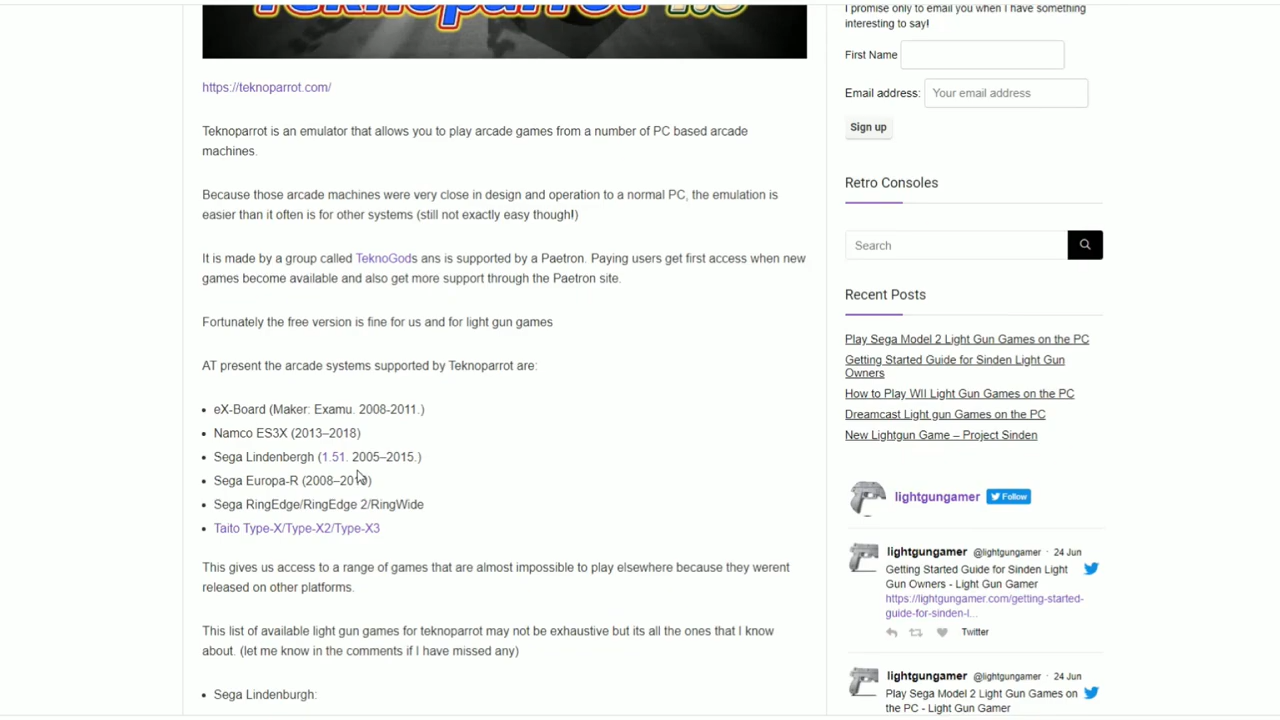 Teknoparrot
https://teknoparrot.com/
Teknoparrot is an emulator that allows you to play arcade games from a number of PC based arcade
machines.
Because those arcade machines were very close in design and operation to a normal PC, the emulation is
easier than it often is for other systems (still not exactly easy though!)
It is made by a group called TeknoGods ans is supported by a Paetron. Paying users get first access when new
games become available and also get more support through the Paetron site.
Fortunately the free version is fine for us and for light gun games
AT present the arcade systems supported by Teknoparrot are:
• eX-Board (Maker: Examu. 2008-2011.)
• Namco ES3X (2013–2018)
• Sega Lindenbergh (1.51. 2005–2015.)
• Sega Europa-R (2008–20
• Sega RingEdge/RingEdge 2/RingWide
• Taito Type-X/Type-X2/Type-X3
This gives us access to a range of games that are almost impossible to play elsewhere because they werent
released on other platforms.
This list of available light gun games for teknoparrot may not be exhaustive but its all the ones that I know
about. (let me know in the comments if I have missed any)
• Sega Lindenburgh:
I promise only to email you when I have something
interesting to say!
First Name
Email address: Your email address
Sign up
Retro Consoles
Search
Recent Posts
Play Sega Model 2 Light Gun Games on the PC
Getting Started Guide for Sinden Light Gun
Owners
How to Play WII Light Gun Games on the PC
Dreamcast Light gun Games on the PC
New Lightgun Game – Project Sinden
lightgungamer Follow
lightgungamer @lightgungamer · 24 Jun
Getting Started Guide for Sinden Light
Gun Owners - Light Gun Gamer
https://lightgungamer.com/getting-started-
guide-for-sinden-l...
Twitter
lightgungamer @lightgungamer · 24 Jun
Play Sega Model 2 Light Gun Games on
the PC - Light Gun Gamer